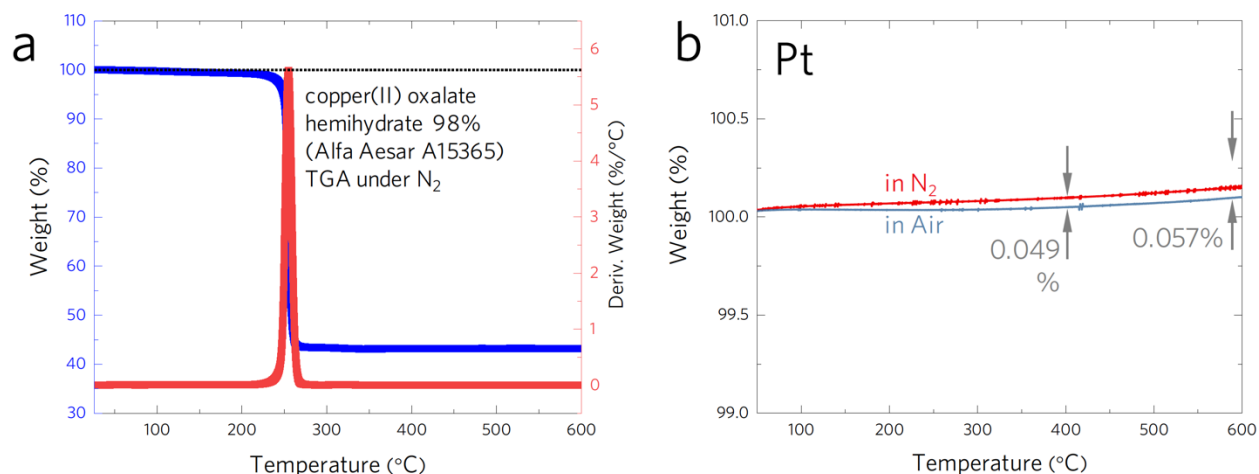 a
110
100
90
80
70
60
50
40
30
Weight (%)
copper(II) oxalate
hemihydrate 98%
(Alfa Aesar A15365)
TGA under N₂
6
5
4
3
2
1
0
Deriv. Weight (%/°C)
100 200 300 400 500 600
Temperature (°C)
b
Pt
101.0
100.5
100.0
99.5
99.0
Weight (%)
in N₂
in Air
0.049
%
0.057%
100 200 300 400 500 600
Temperature (°C)